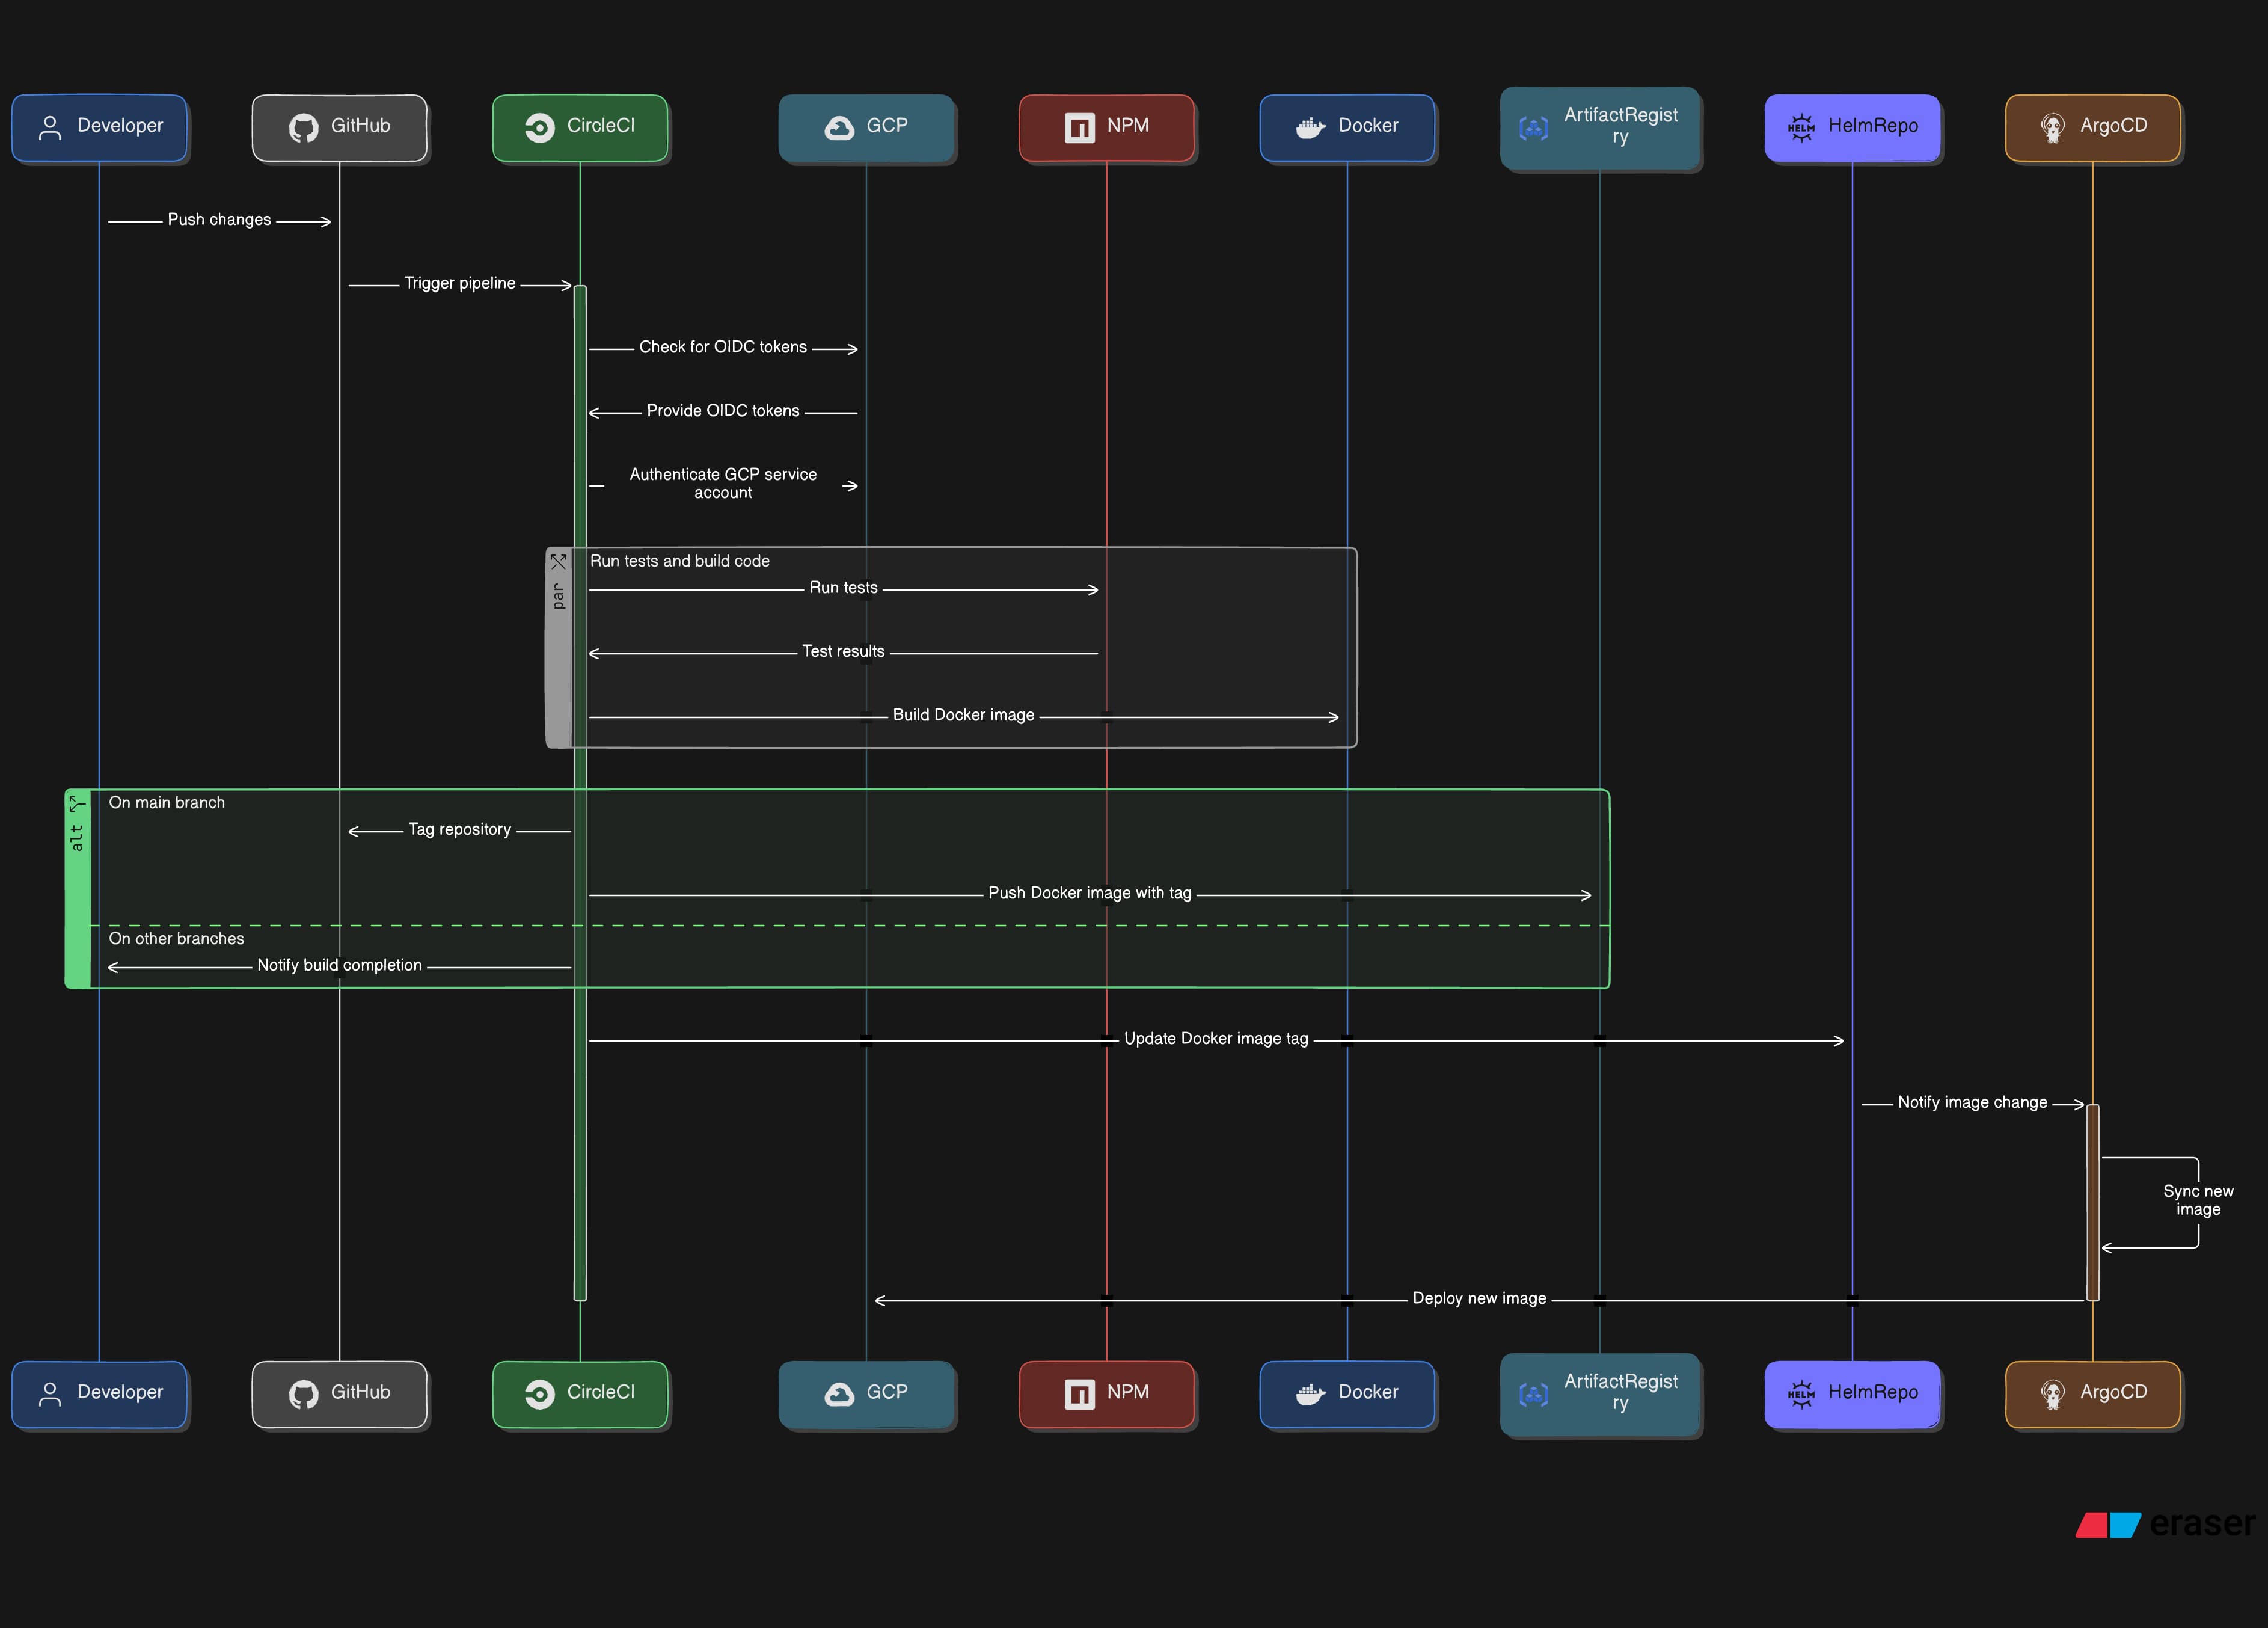 Developer
GitHub
CircleCI
GCP
NPM
Docker
ArtifactRegist
ry
HELM
HelmRepo
ArgoCD
Push changes
Trigger pipeline
Check for OIDC tokens
Provide OIDC tokens
Authenticate GCP service
account
par
Run tests and build code
Run tests
Test results
Build Docker image
alt
On main branch
Tag repository
Push Docker image with tag
On other branches
Notify build completion
Update Docker image tag
Notify image change
Sync new
image
Deploy new image
Developer
GitHub
CircleCI
GCP
NPM
Docker
ArtifactRegist
ry
HELM
HelmRepo
ArgoCD
eraser